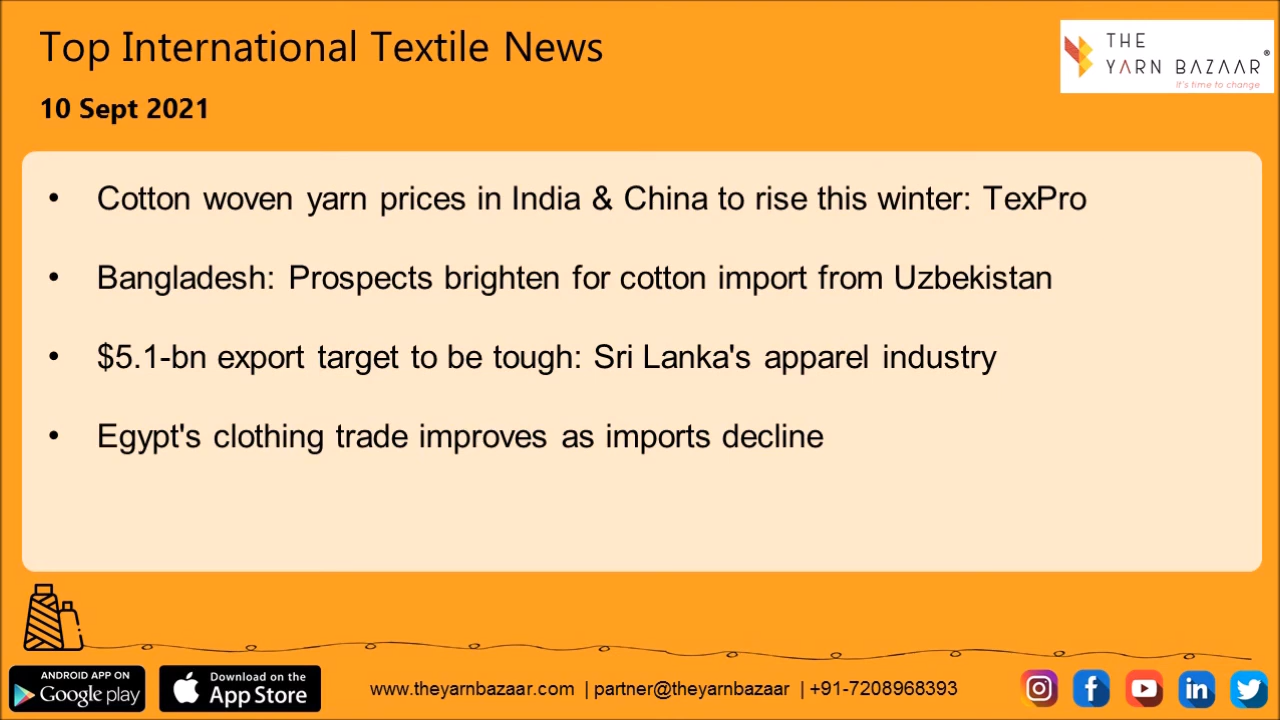 Top International Textile News
THE
YARN BAZAAR®
It's time to change
10 Sept 2021
• Cotton woven yarn prices in India & China to rise this winter: TexPro
• Bangladesh: Prospects brighten for cotton import from Uzbekistan
• $5.1-bn export target to be tough: Sri Lanka's apparel industry
• Egypt's clothing trade improves as imports decline
ANDROID APP ON
Google play
Download on the
App Store
www.theyarnbazaar.com | partner@theyarnbazaar | +91-7208968393